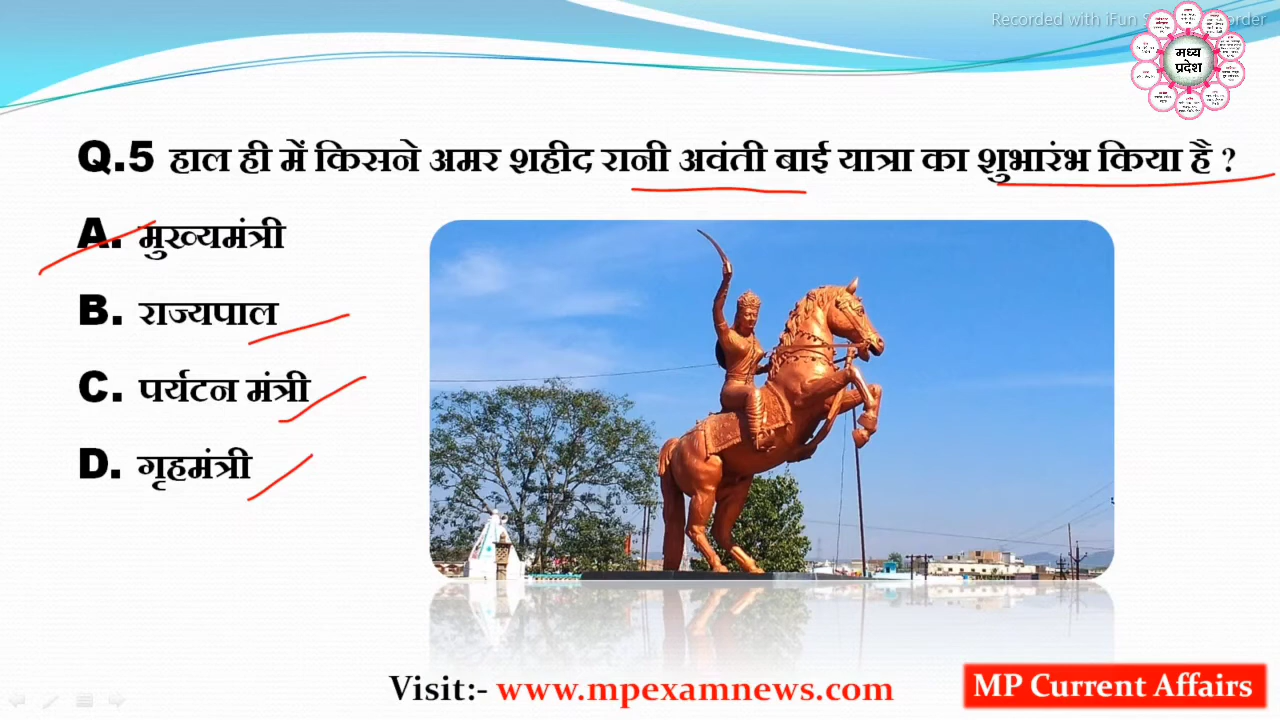 Recorded with iFun
मध्य
प्रदेश
Q.5 हाल ही में किसने अमर शहीद रानी अवंती बाई यात्रा का शुभारंभ किया है ?
A. मुख्यमंत्री
B. राज्यपाल
C. पर्यटन मंत्री
D. गृहमंत्री
Visit:- www.mpexamnews.com
MP Current Affairs